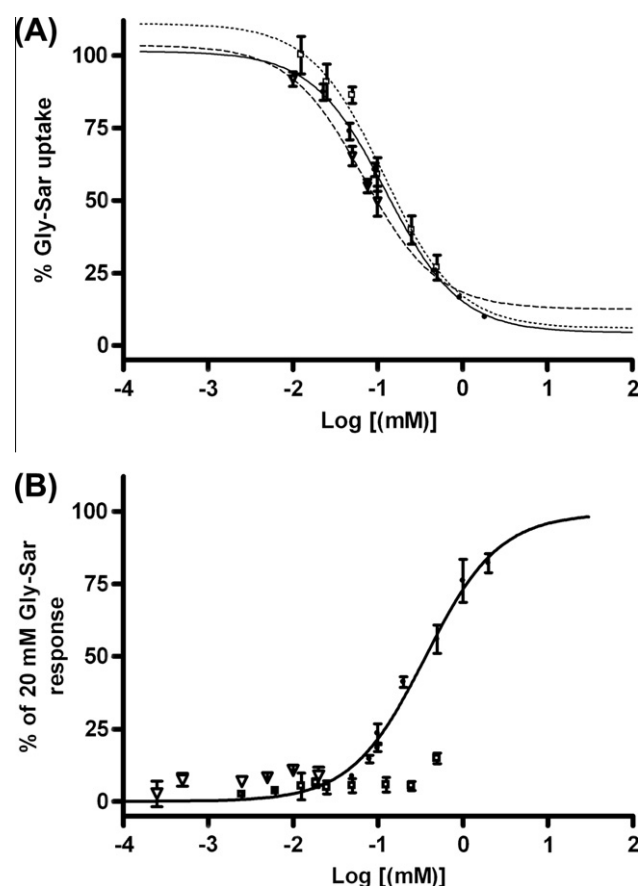 (A)
% Gly-Sar uptake
100
75
50
25
0
-4 -3 -2 -1 0 1 2
Log [(mM)]
(B)
% of 20 mM Gly-Sar
response
100
75
50
25
0
-4 -3 -2 -1 0 1 2
Log [(mM)]